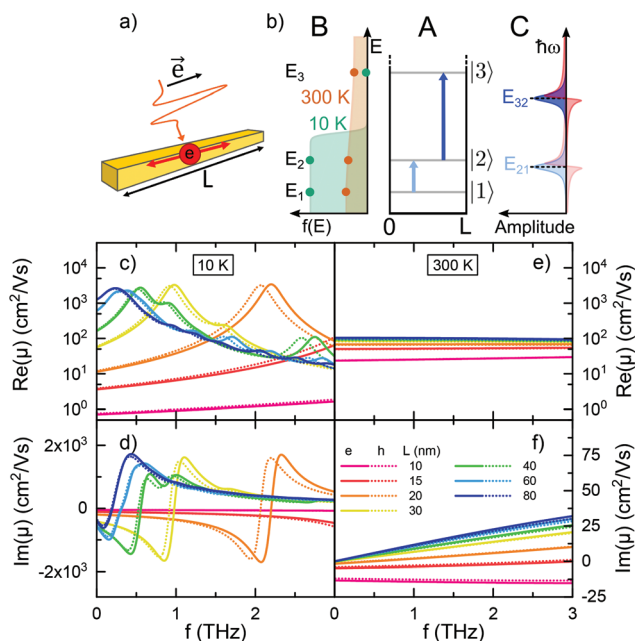 a)
e
e
L
b)
B
A
C
E
ħω
E3
300 K
10 K
E2
E1
f(E)
|3⟩
|2⟩
|1⟩
0
L
E32
E21
Amplitude
c)
10 K
300 K
e)
Re(μ) (cm²/Vs)
10⁴
10³
10²
10¹
10⁰
10⁴
10³
10²
10¹
10⁰
Re(μ) (cm²/Vs)
d)
f)
Im(μ) (cm²/Vs)
2x10³
0
-2x10³
e h L (nm)
10
15
20
30
40
60
80
75
50
25
0
-25
Im(μ) (cm²/Vs)
0 1 2 0 1 2 3
f (THz)
f (THz)